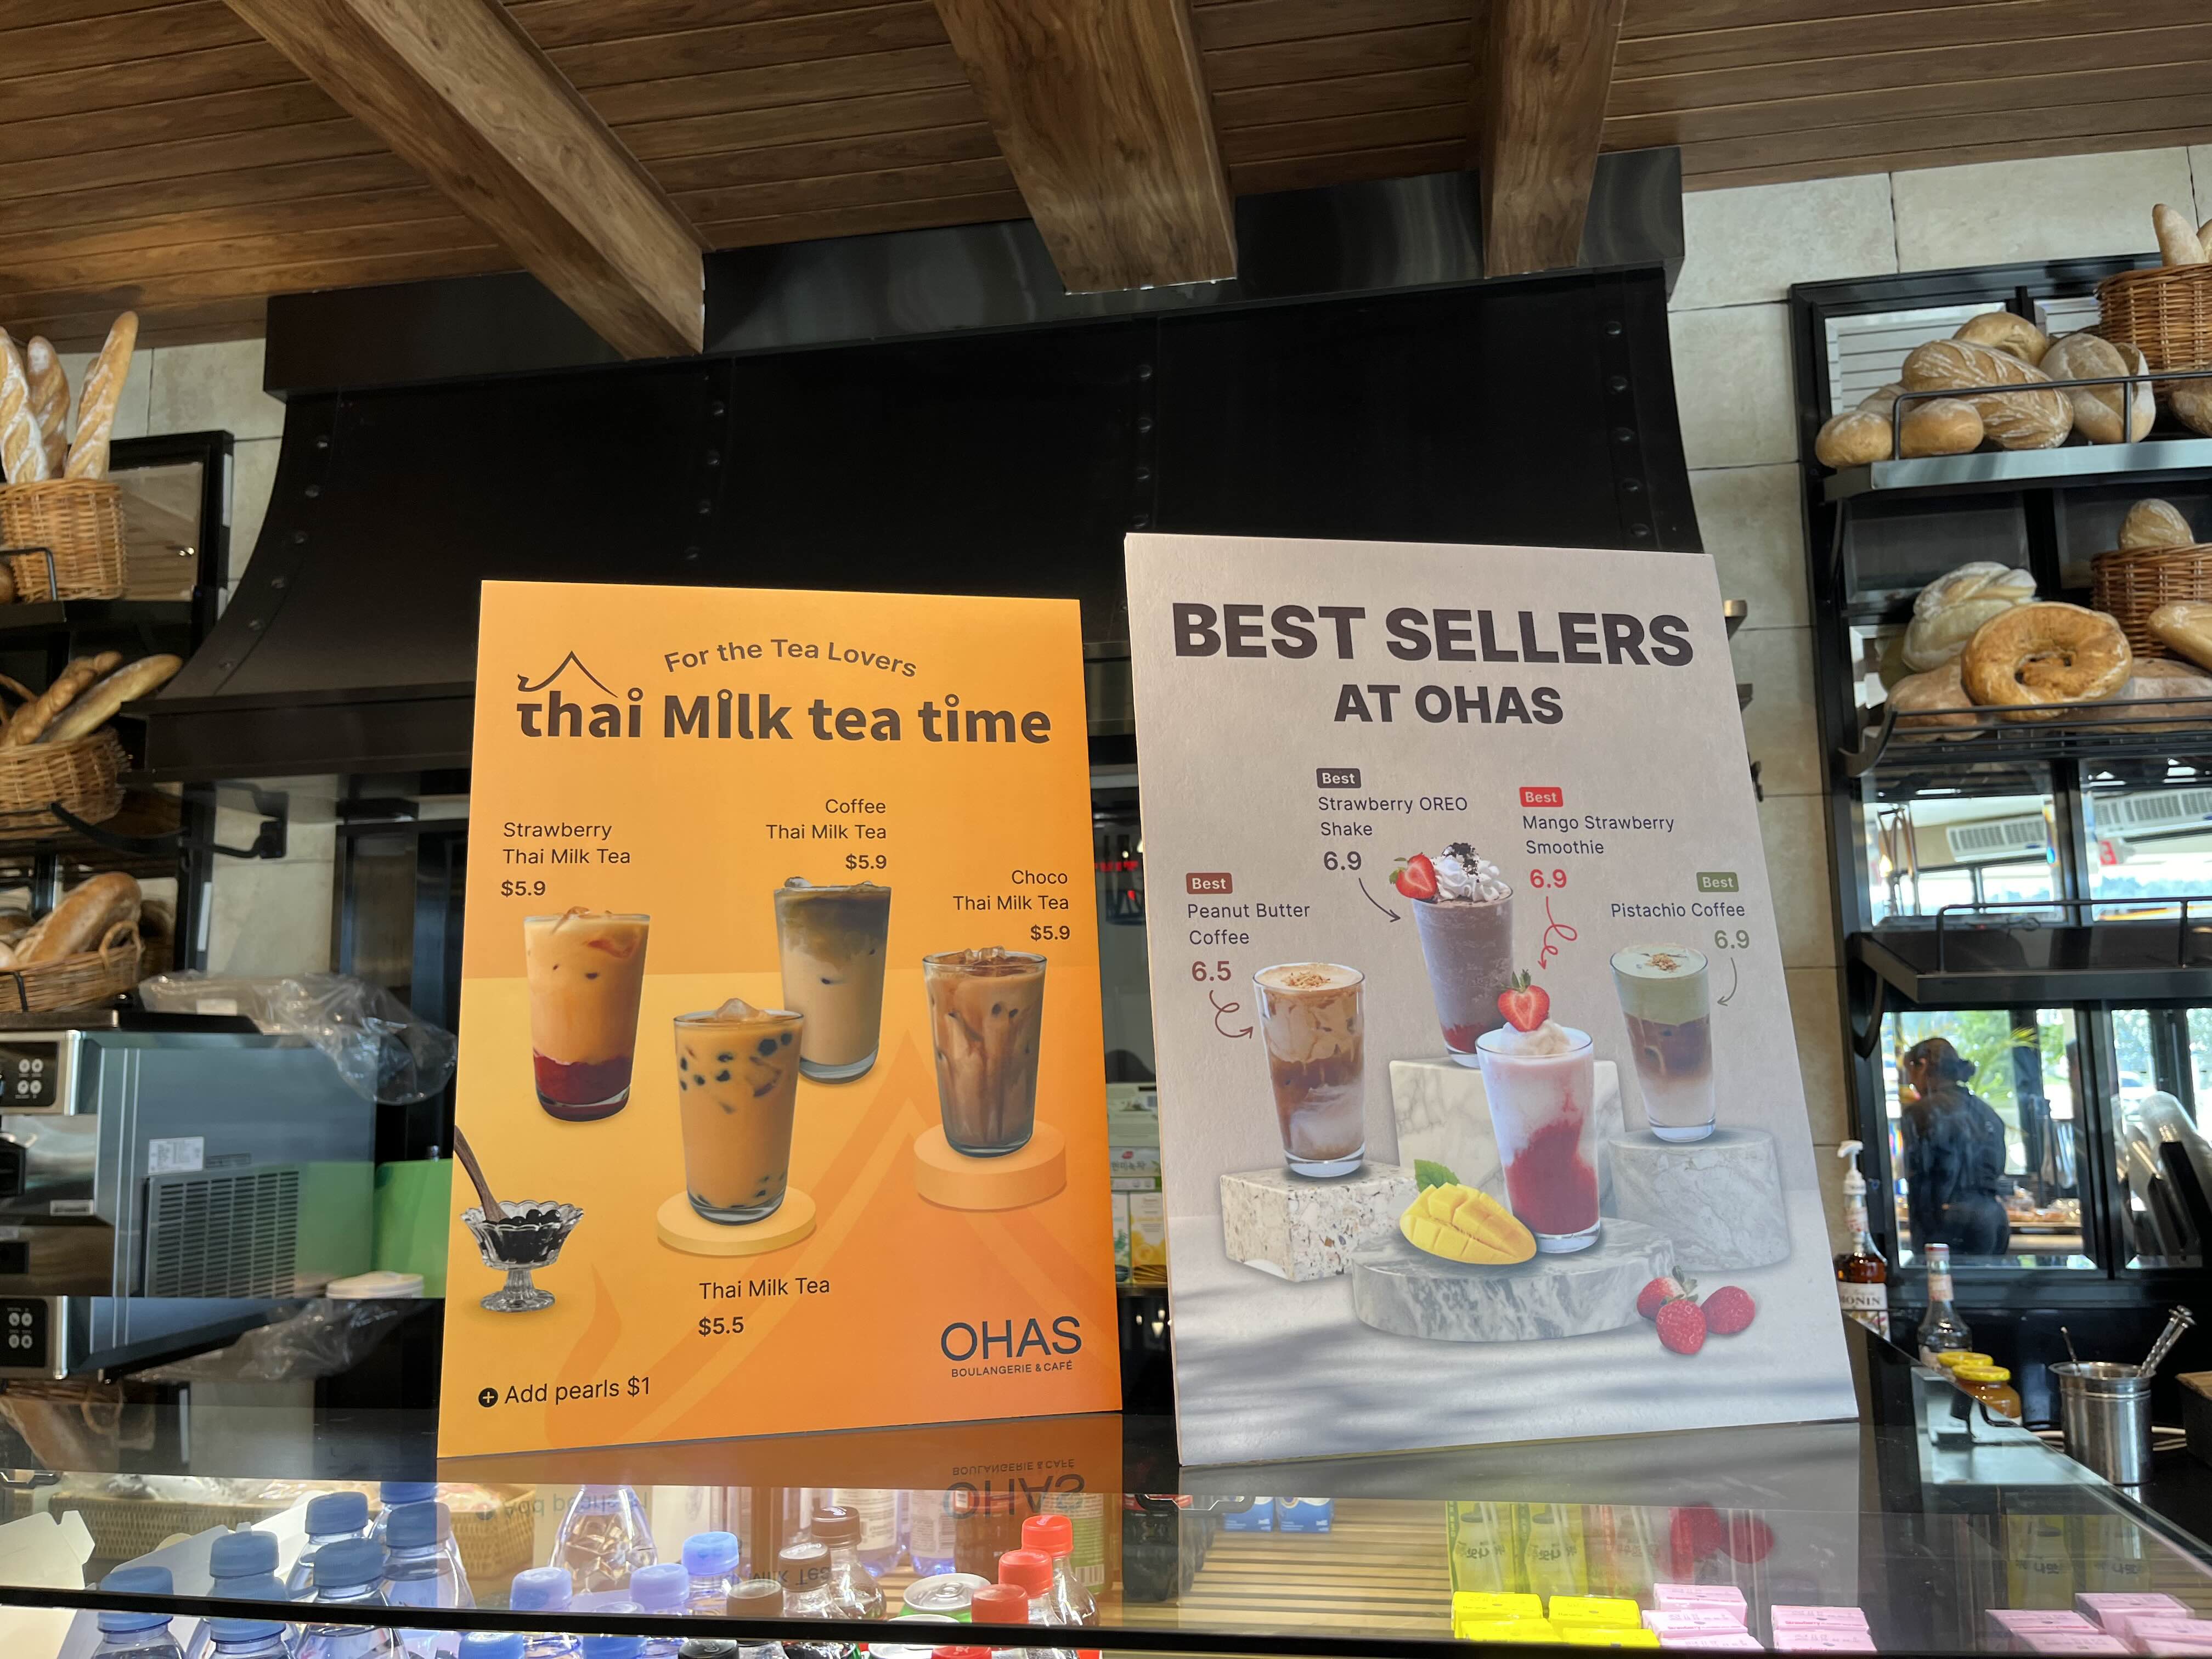 For the Tea Lovers
thai Milk tea time
Strawberry
Thai Milk Tea
$5.9
Coffee
Thai Milk Tea
$5.9
Choco
Thai Milk Tea
$5.9
Thai Milk Tea
$5.5
+ Add pearls $1
OHAS
BOULANGERIE & CAFÉ
BEST SELLERS
AT OHAS
Best
Strawberry OREO
Shake
6.9
Best
Mango Strawberry
Smoothie
6.9
Best
Peanut Butter
Coffee
6.5
Best
Pistachio Coffee
6.9
MONIN